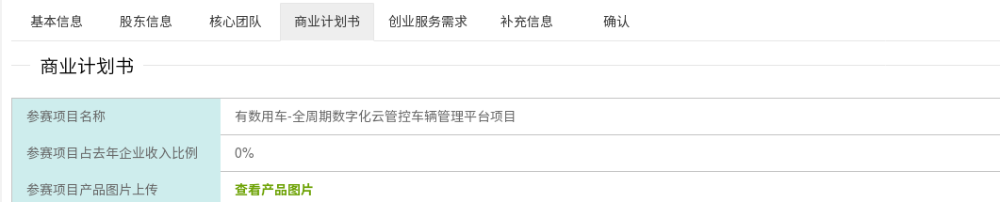 基本信息 股东信息 核心团队 商业计划书 创业服务需求 补充信息 确认
商业计划书
参赛项目名称 有数用车-全周期数字化云管控车辆管理平台项目
参赛项目占去年企业收入比例 0%
参赛项目产品图片上传 查看产品图片